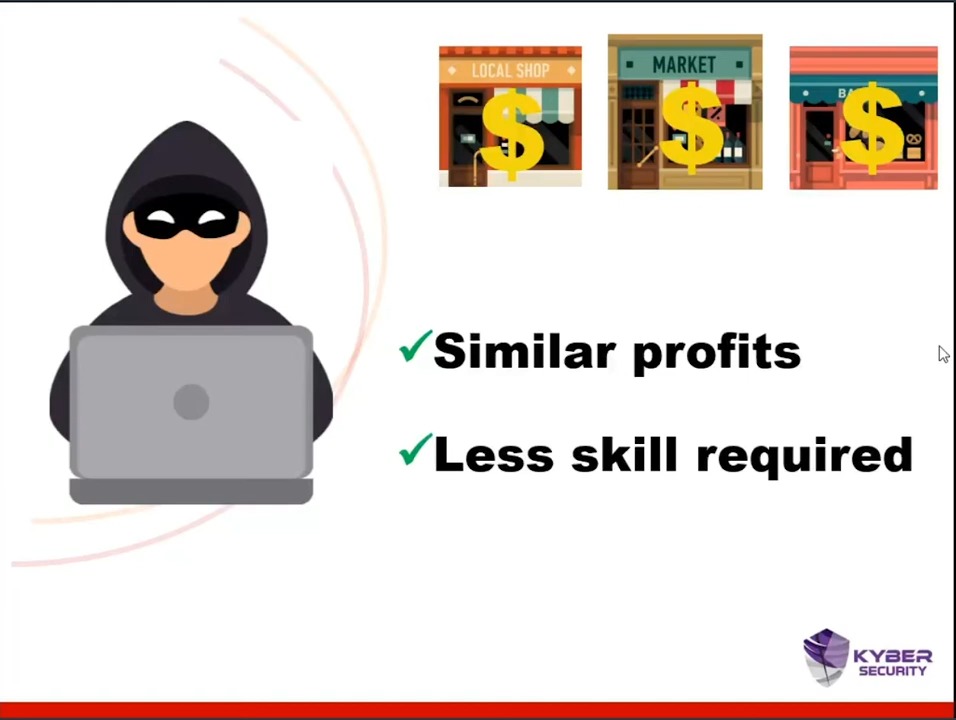 LOCAL SHOP
MARKET
$
$
$
Similar profits
Less skill required
KYBER
SECURITY